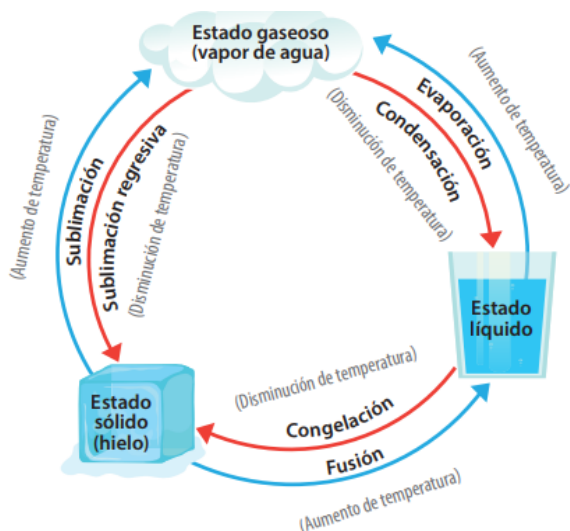 Estado gaseoso
(vapor de agua)
(Aumento de temperatura)
Sublimación
Sublimación regresiva
(Disminución de temperatura)
(Disminución de temperatura)
Condensación
Evaporación
(Aumento de temperatura)
Estado
líquido
Estado
sólido
(hielo)
(Disminución de temperatura)
Congelación
Fusión
(Aumento de temperatura)